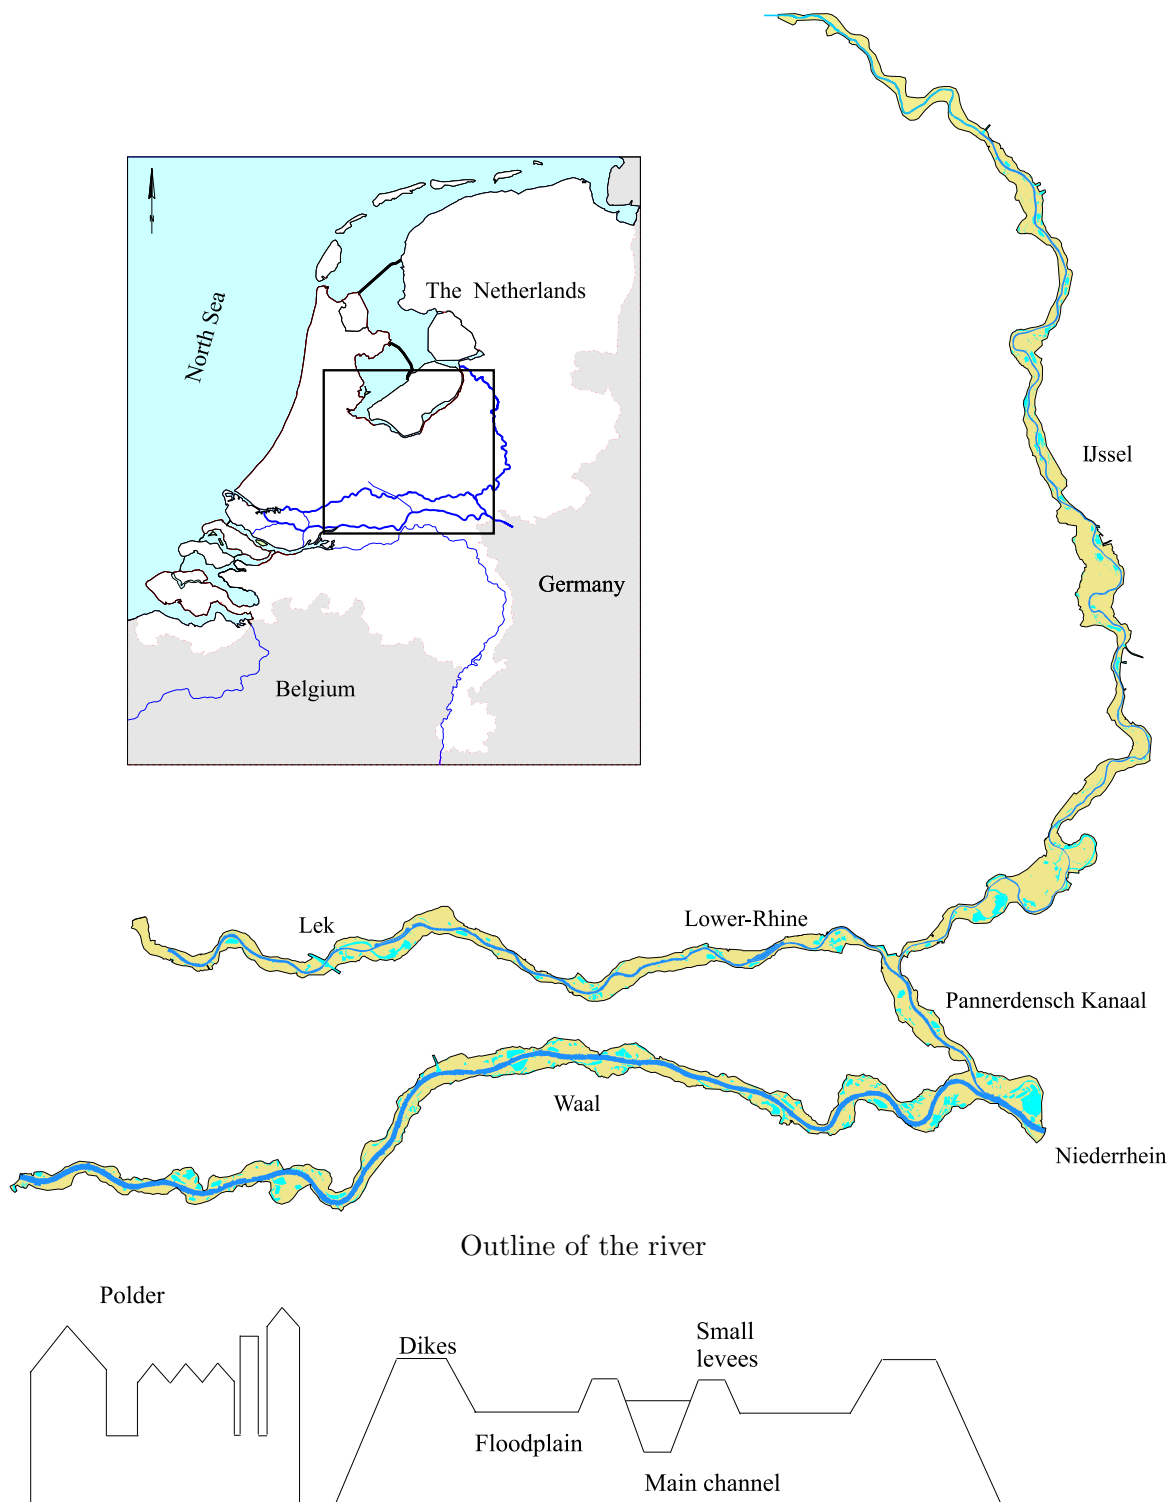 N
North Sea
The Netherlands
Germany
Belgium
IJssel
Lek
Lower-Rhine
Pannerdensch Kanaal
Waal
Niederrhein
Outline of the river
Polder
Dikes
Small
levees
Floodplain
Main channel